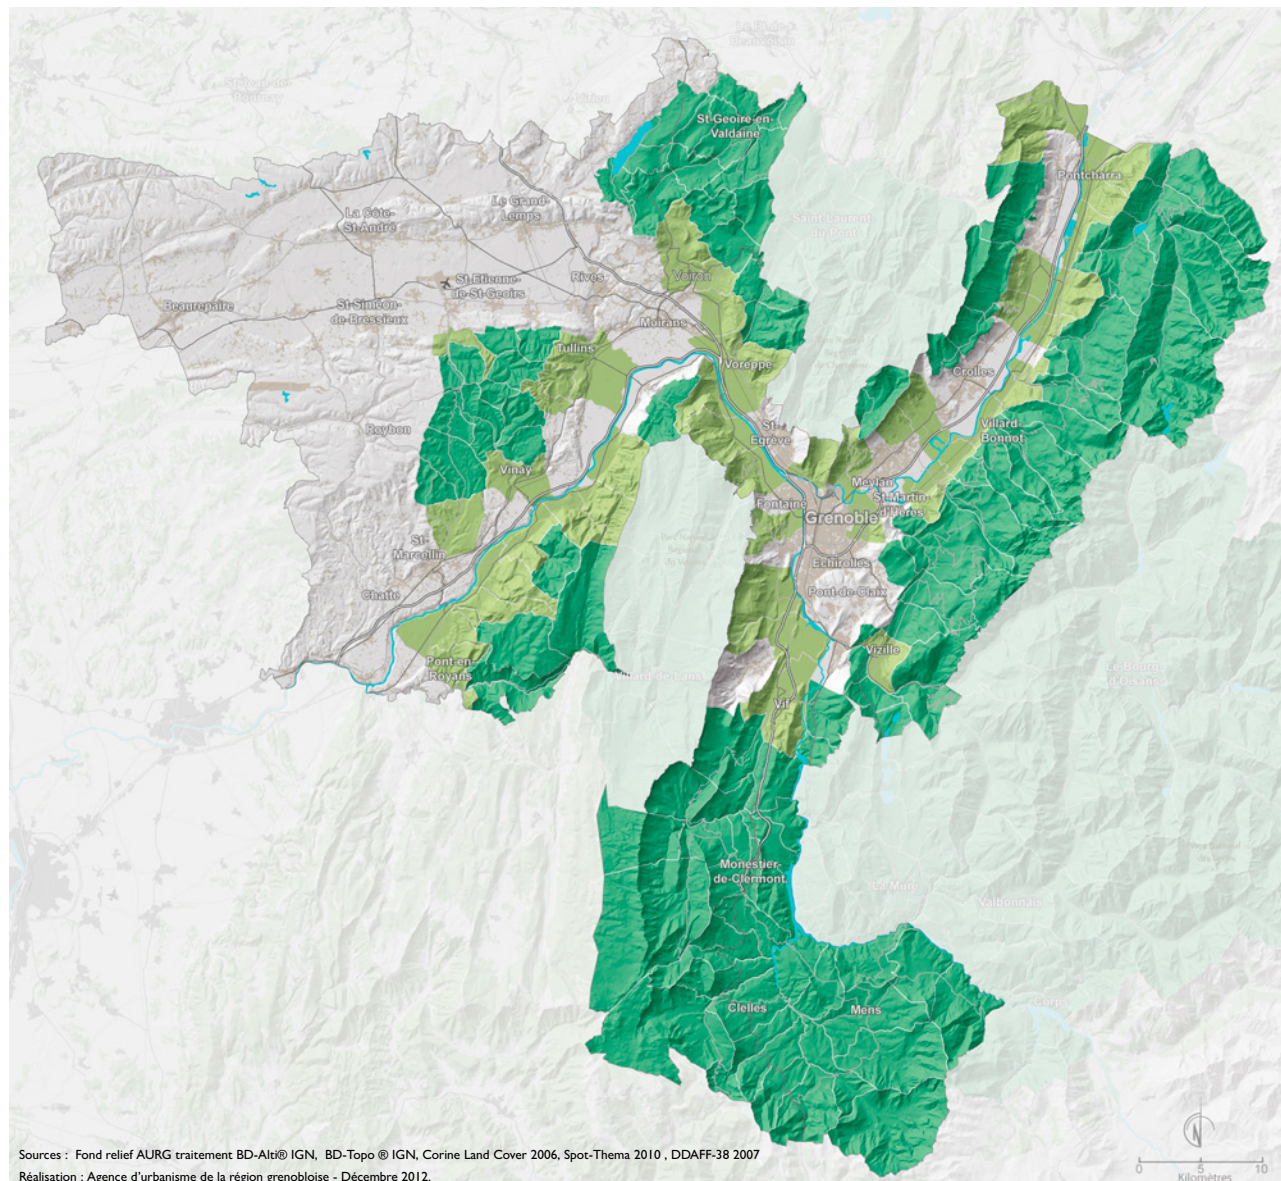 St-Geoire-en-
Valdaine
Virieu
Pontcharra
La Côte-
St-André
Le Grand-
Lemps
Saint-Laurent
du-Pont
Beaurepaire
St-Siméon-
de-Bressieux
St-Etienne-
de-St-Geoirs
Rives
Voiron
Moirans
Tullins
Voreppe
Crolles
Roybon
St-
Egrève
Villard
Bonnot
Vinay
Meylan
St-Martin-
d'Hères
Fontaine
Grenoble
St-
Marcellin
Echirolles
Chatte
Pont-de-Claix
Pont-en-
Royans
Vizille
Villard-de-Lans
Le Bourg
d'Oisans
Vif
Monestier-
de-Clermont
La Mure
Valbonnais
Clelles
Mens
Corps
N
0 5 10
Kilomètres
Sources : Fond relief AURG traitement BD-Alti® IGN, BD-Topo ® IGN, Corine Land Cover 2006, Spot-Thema 2010 , DDAFF-38 2007
Réalisation : Agence d'urbanisme de la région grenobloise - Décembre 2012.